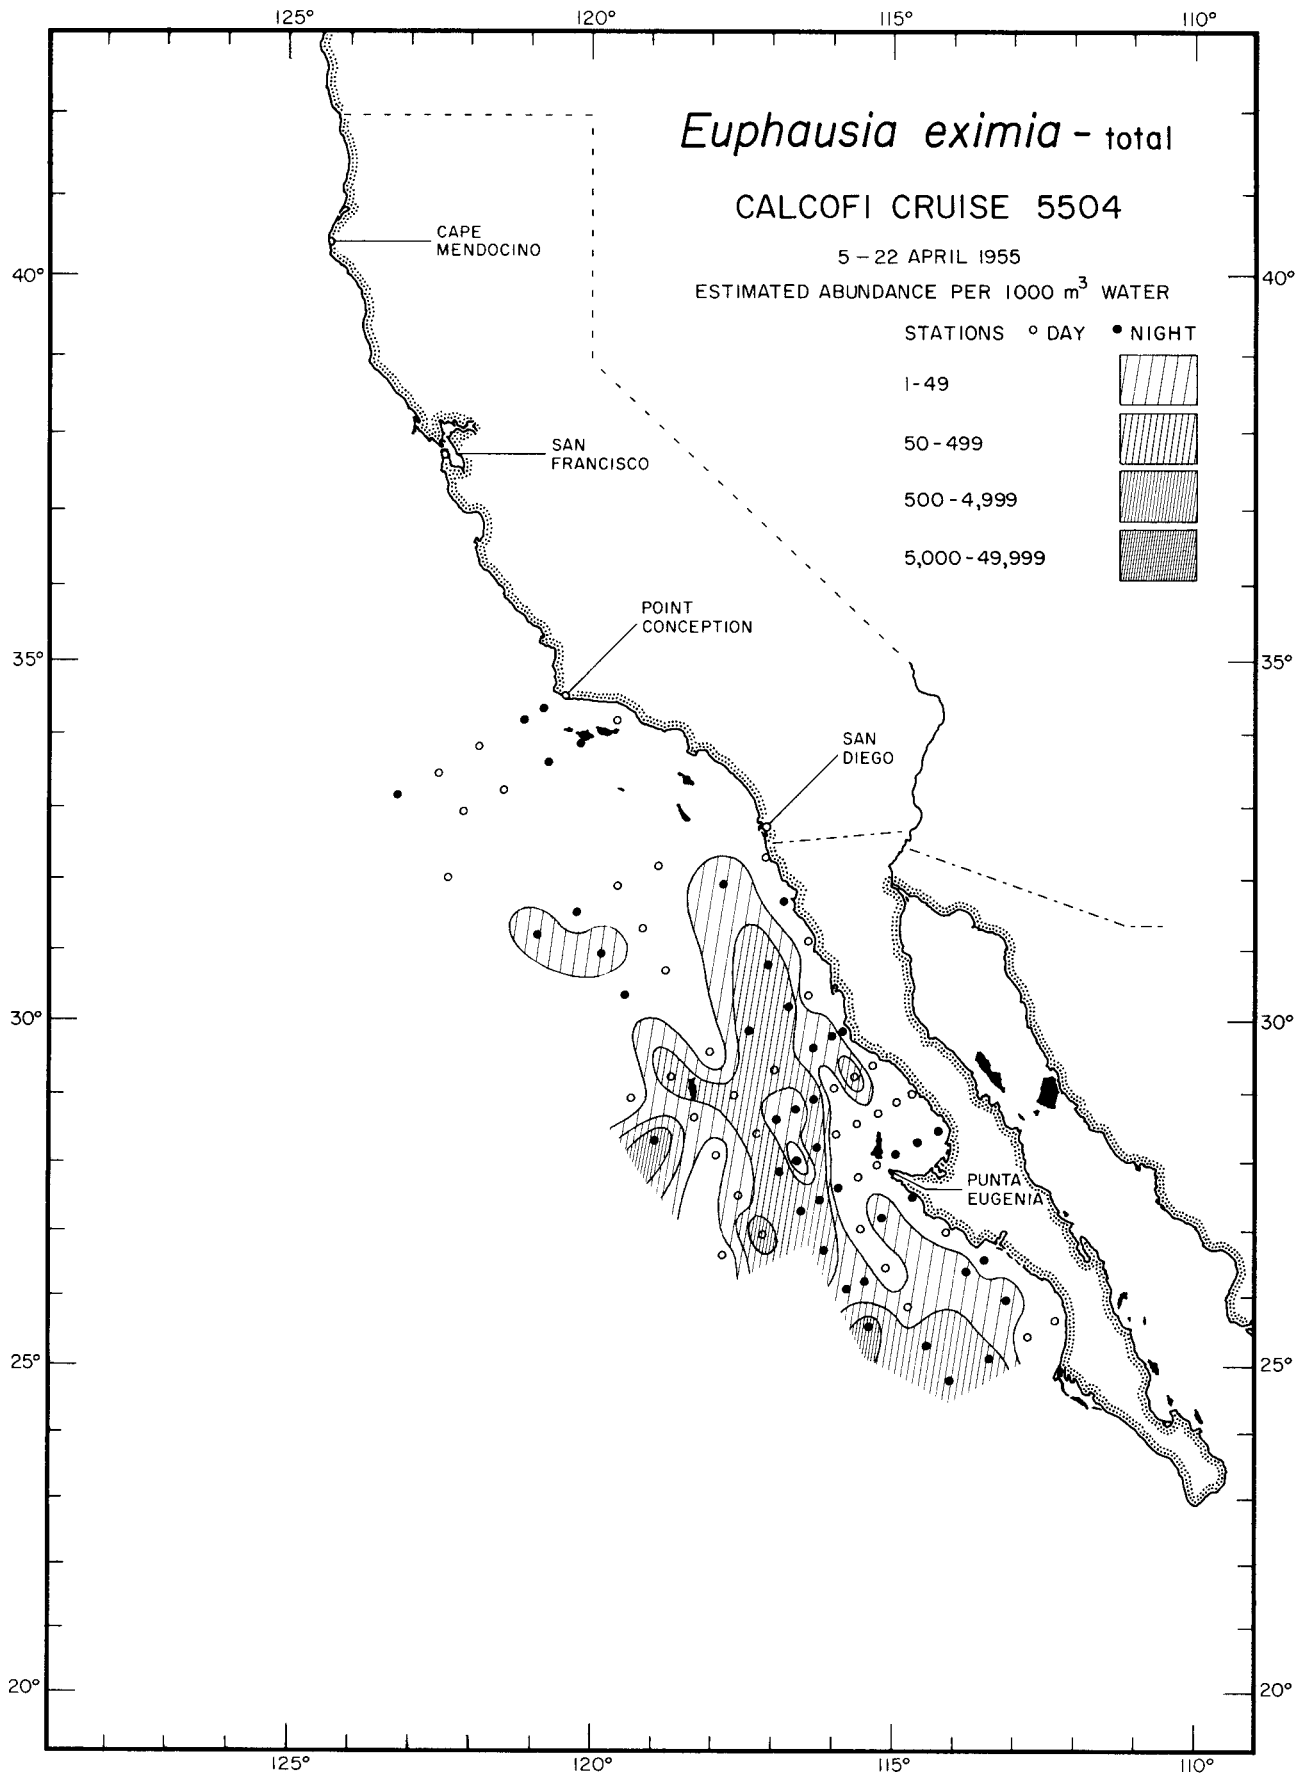 125° 120° 115° 110°
Euphausia eximia - total
CALCOFI CRUISE 5504
5 - 22 APRIL 1955
ESTIMATED ABUNDANCE PER 1000 m³ WATER
STATIONS ○ DAY ● NIGHT
1-49
50-499
500-4,999
5,000-49,999
CAPE
MENDOCINO
40° 40°
SAN
FRANCISCO
POINT
CONCEPTION
35° 35°
SAN
DIEGO
30° 30°
PUNTA
EUGENIA
25° 25°
20° 20°
125° 120° 115° 110°